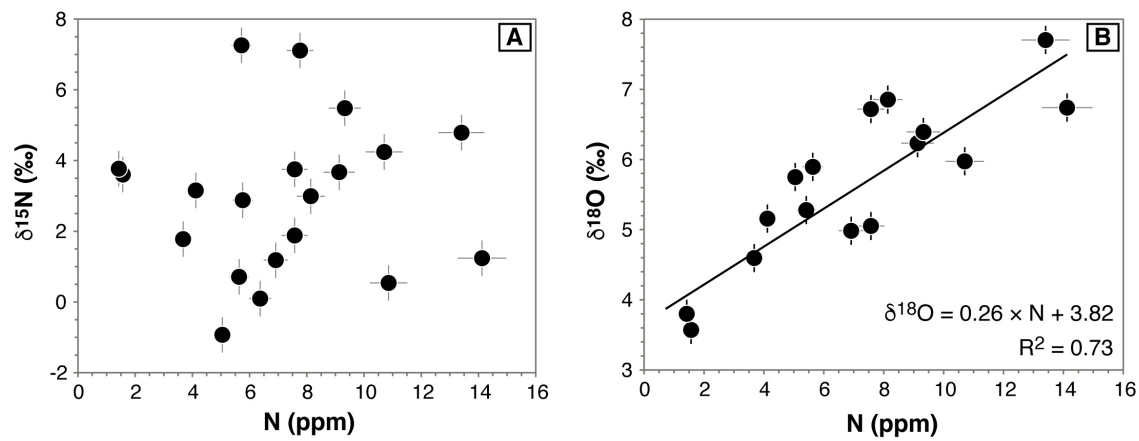 A
8
6
4
2
0
-2
δ15N (‰)
0 2 4 6 8 10 12 14 16
N (ppm)
B
8
7
6
5
4
3
δ18O (‰)
δ18O = 0.26 × N + 3.82
R2 = 0.73
0 2 4 6 8 10 12 14 16
N (ppm)